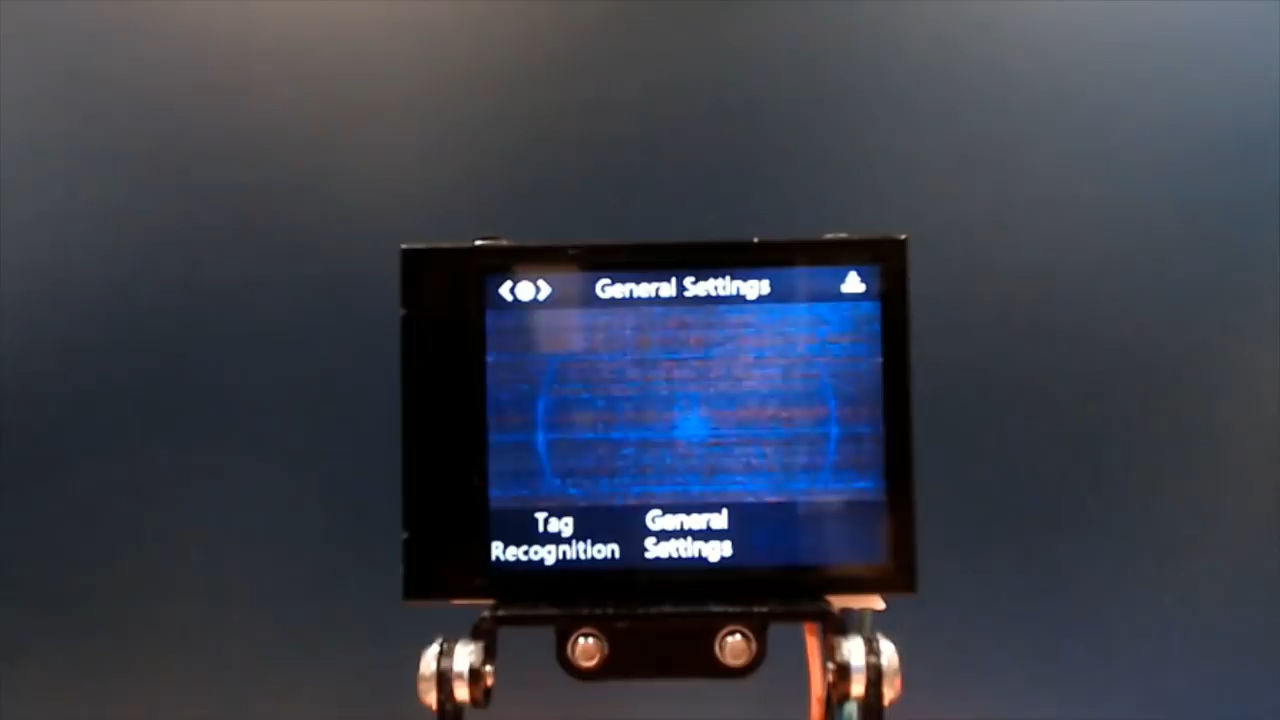 General Settings
Tag
Recognition
General
Settings